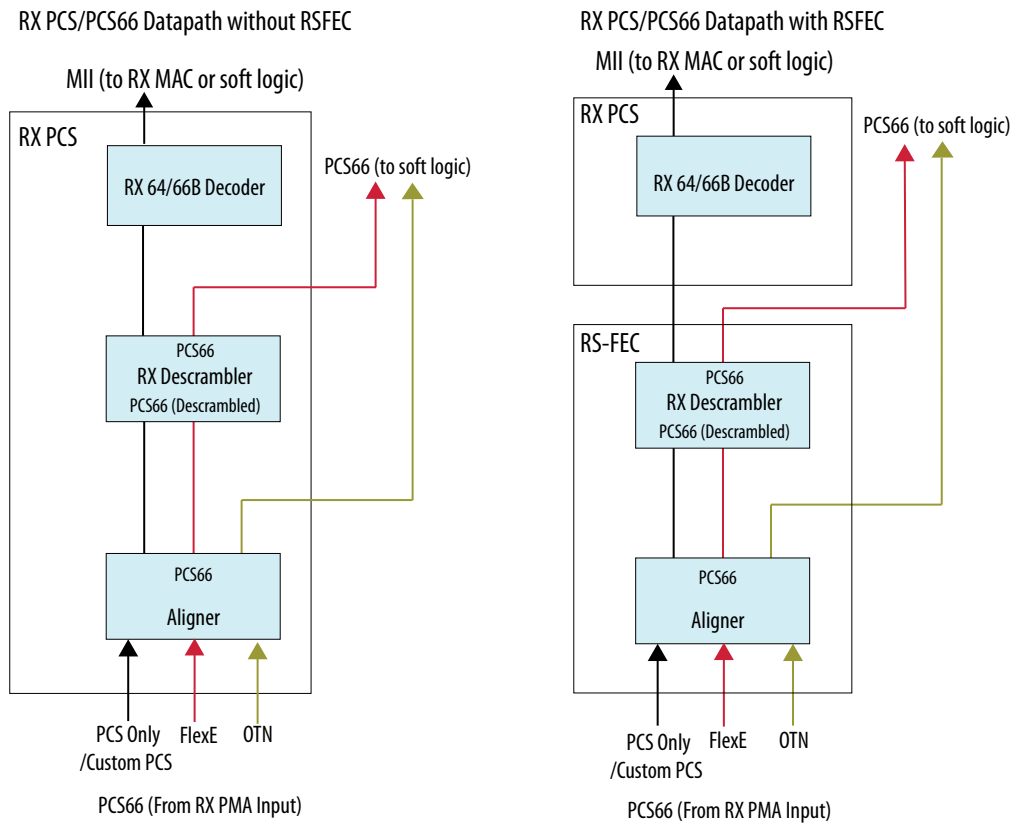 RX PCS/PCS66 Datapath without RSFEC
MII (to RX MAC or soft logic)
RX PCS
RX 64/66B Decoder
PCS66 (to soft logic)
PCS66
RX Descrambler
PCS66 (Descrambled)
PCS66
Aligner
PCS Only
/Custom PCS
FlexE
OTN
PCS66 (From RX PMA Input)
RX PCS/PCS66 Datapath with RSFEC
MII (to RX MAC or soft logic)
RX PCS
RX 64/66B Decoder
PCS66 (to soft logic)
RS-FEC
PCS66
RX Descrambler
PCS66 (Descrambled)
PCS66
Aligner
PCS Only
/Custom PCS
FlexE
OTN
PCS66 (From RX PMA Input)